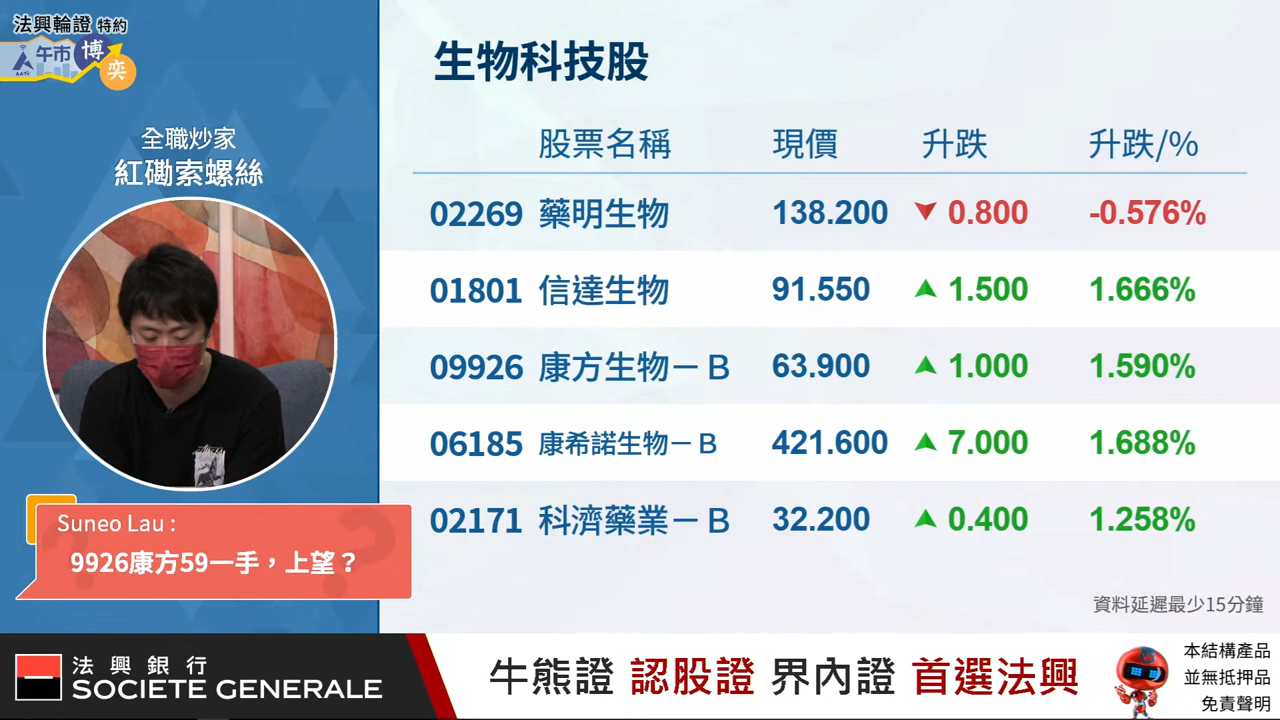 法興輪證 特約
AATV 午市 博奕
全職炒家
紅磡索螺絲
生物科技股
股票名稱 現價 升跌 升跌/%
02269 藥明生物 138.200 ▼ 0.800 -0.576%
01801 信達生物 91.550 ▲ 1.500 1.666%
09926 康方生物－B 63.900 ▲ 1.000 1.590%
06185 康希諾生物－B 421.600 ▲ 7.000 1.688%
02171 科濟藥業－B 32.200 ▲ 0.400 1.258%
Suneo Lau :
9926康方59一手，上望？
資料延遲最少15分鐘
法興銀行
SOCIETE GENERALE
牛熊證 認股證 界內證 首選法興
本結構產品
並無抵押品
免責聲明